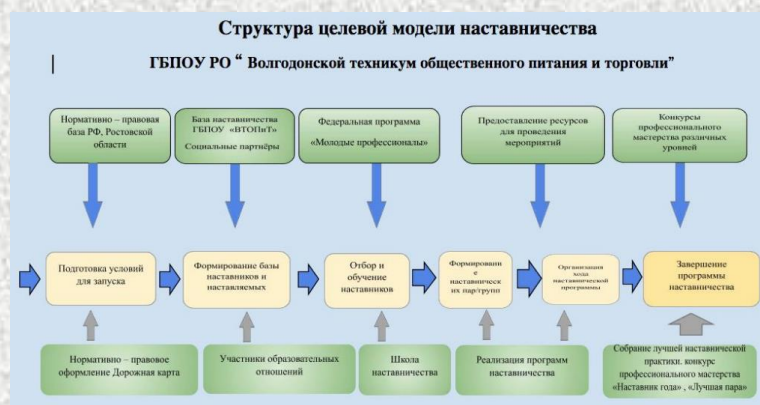 Структура целевой модели наставничества
ГБПОУ РО “ Волгодонской техникум общественного питания и торговли”
Нормативно – правовая
база РФ, Ростовской
области
База наставничества
ГБПОУ «ВТОПиТ»
Социальные партнёры
Федеральная программа
«Молодые профессионалы»
Предоставление ресурсов
для проведения
мероприятий
Конкурсы
профессионального
мастерства различных
уровней
Подготовка условий
для запуска
Формирование базы
наставников и
наставляемых
Отбор и
обучение
наставников
Формировани
е
наставническ
их пар/групп
Организация
хода
наставнической
программы
Завершение
программы
наставничества
Нормативно – правовое
оформление Дорожная карта
Участники образовательных
отношений
Школа
наставничества
Реализация программ
наставничества
Собрание лучшей наставнической
практики. конкурс
профессионального мастерства
«Наставник года» , «Лучшая пара»